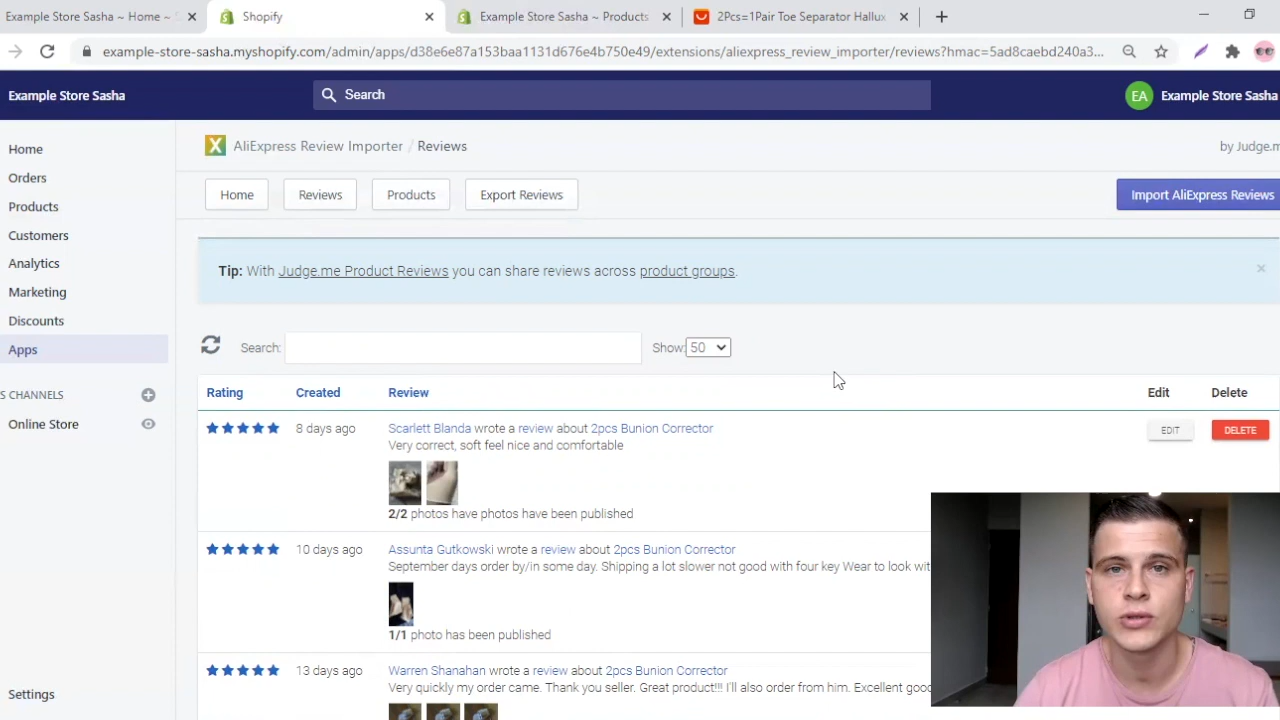 Example Store Sasha ~ Home ~
Shopify
Example Store Sasha ~ Products
2Pcs=1Pair Toe Separator Hallux
example-store-sasha.myshopify.com/admin/apps/d38e6e87a153baa1131d676e4b750e49/extensions/aliexpress_review_importer/reviews?hmac=5ad8caebd240a3...
Example Store Sasha
Search
EA
Example Store Sasha
Home
Orders
Products
Customers
Analytics
Marketing
Discounts
Apps
S CHANNELS
Online Store
Settings
AliExpress Review Importer / Reviews
by Judge.m
Home
Reviews
Products
Export Reviews
Import AliExpress Reviews
Tip: With Judge.me Product Reviews you can share reviews across product groups.
Search:
Show: 50
Rating Created Review Edit Delete
8 days ago
Scarlett Blanda wrote a review about 2pcs Bunion Corrector
Very correct, soft feel nice and comfortable
2/2 photos have photos have been published
EDIT
DELETE
10 days ago
Assunta Gutkowski wrote a review about 2pcs Bunion Corrector
September days order by/in some day. Shipping a lot slower not good with four key Wear to look wit
1/1 photo has been published
13 days ago
Warren Shanahan wrote a review about 2pcs Bunion Corrector
Very quickly my order came. Thank you seller. Great product!!! I'll also order from him. Excellent good